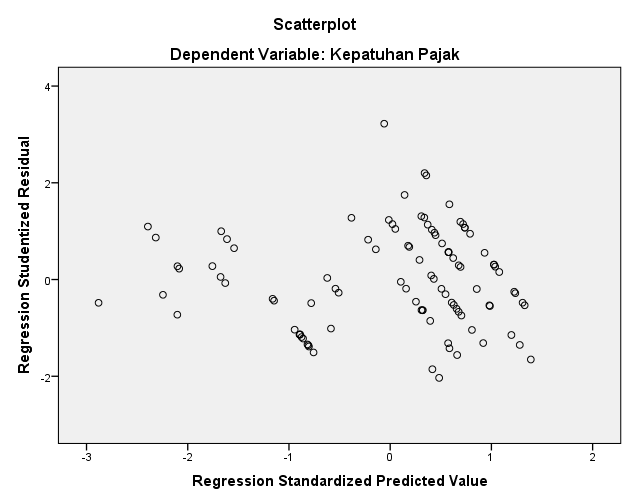 Scatterplot
Dependent Variable: Kepatuhan Pajak
Regression Studentized Residual
4
2
0
-2
-3
-2
-1
0
1
2
Regression Standardized Predicted Value